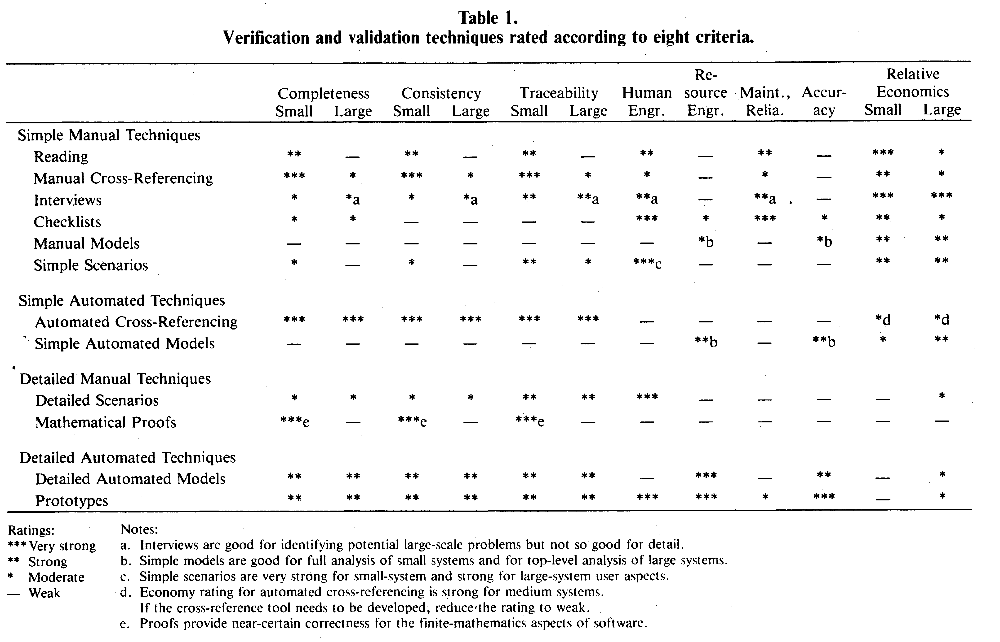 Table 1.
Verification and validation techniques rated according to eight criteria.
Re- Relative
Completeness Consistency Traceability Human source Maint., Accur- Economics
Small Large Small Large Small Large Engr. Engr. Relia. acy Small Large
Simple Manual Techniques
Reading ** — ** — ** — ** — ** — *** *
Manual Cross-Referencing *** * *** * *** * * — * — ** *
Interviews * *a * *a ** **a **a — **a — *** ***
Checklists * * — — — — *** * *** * ** *
Manual Models — — — — — — — *b — *b ** **
Simple Scenarios * — * — ** * ***c — — — ** **
Simple Automated Techniques
Automated Cross-Referencing *** *** *** *** *** *** — — — — *d *d
Simple Automated Models — — — — — — — **b — **b * **
Detailed Manual Techniques
Detailed Scenarios * * * * ** ** *** — — — — *
Mathematical Proofs ***e — ***e — ***e — — — — — — —
Detailed Automated Techniques
Detailed Automated Models ** ** ** ** ** ** — *** — ** — *
Prototypes ** ** ** ** ** ** *** *** * *** — *
Ratings: Notes:
*** Very strong a. Interviews are good for identifying potential large-scale problems but not so good for detail.
** Strong b. Simple models are good for full analysis of small systems and for top-level analysis of large systems.
* Moderate c. Simple scenarios are very strong for small-system and strong for large-system user aspects.
— Weak d. Economy rating for automated cross-referencing is strong for medium systems.
If the cross-reference tool needs to be developed, reduce the rating to weak.
e. Proofs provide near-certain correctness for the finite-mathematics aspects of software.